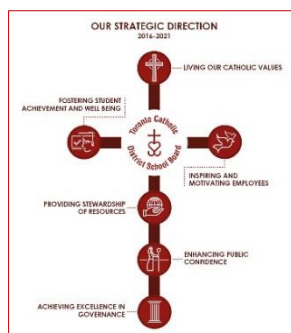 OUR STRATEGIC DIRECTION
2016-2021
LIVING OUR CATHOLIC VALUES
FOSTERING STUDENT
ACHIEVEMENT AND WELL BEING
Toronto Catholic
District School Board
INSPIRING AND
MOTIVATING EMPLOYEES
PROVIDING STEWARDSHIP
OF RESOURCES
ENHANCING PUBLIC
CONFIDENCE
ACHIEVING EXCELLENCE IN
GOVERNANCE